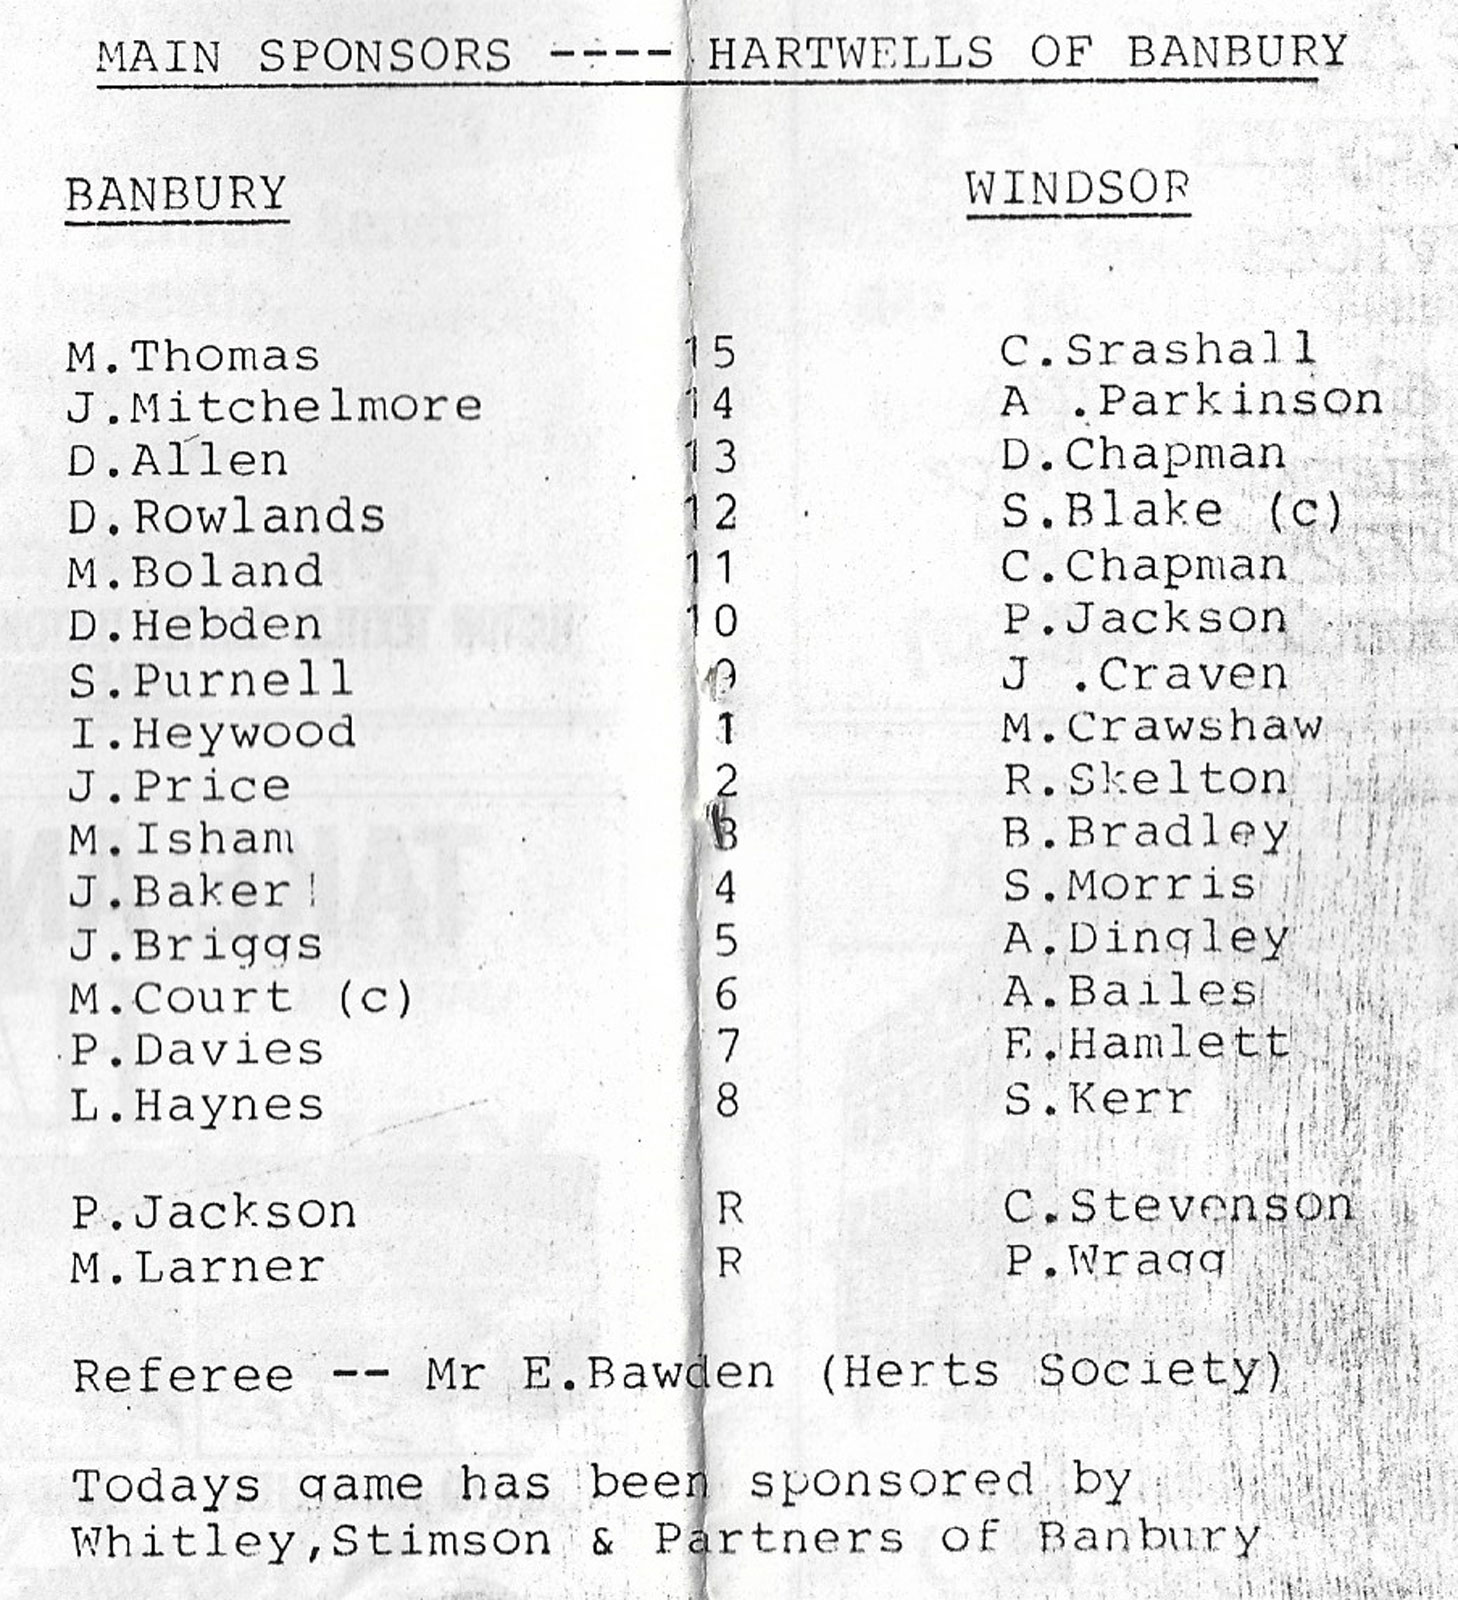 MAIN SPONSORS ---- HARTWELLS OF BANBURY
BANBURY WINDSOR
M.Thomas 15 C.Srashall
J.Mitchelmore 14 A .Parkinson
D.Allen 13 D.Chapman
D.Rowlands 12 S.Blake (c)
M.Boland 11 C.Chapman
D.Hebden 10 P.Jackson
S.Purnell 9 J .Craven
I.Heywood 1 M.Crawshaw
J.Price 2 R.Skelton
M.Isham 3 B.Bradley
J.Baker 4 S.Morris
J.Briggs 5 A.Dingley
M.Court (c) 6 A.Bailes
P.Davies 7 E.Hamlett
L.Haynes 8 S.Kerr
P.Jackson R C.Stevenson
M.Larner R P.Wragg
Referee -- Mr E.Bawden (Herts Society)
Todays game has been sponsored by
Whitley,Stimson & Partners of Banbury